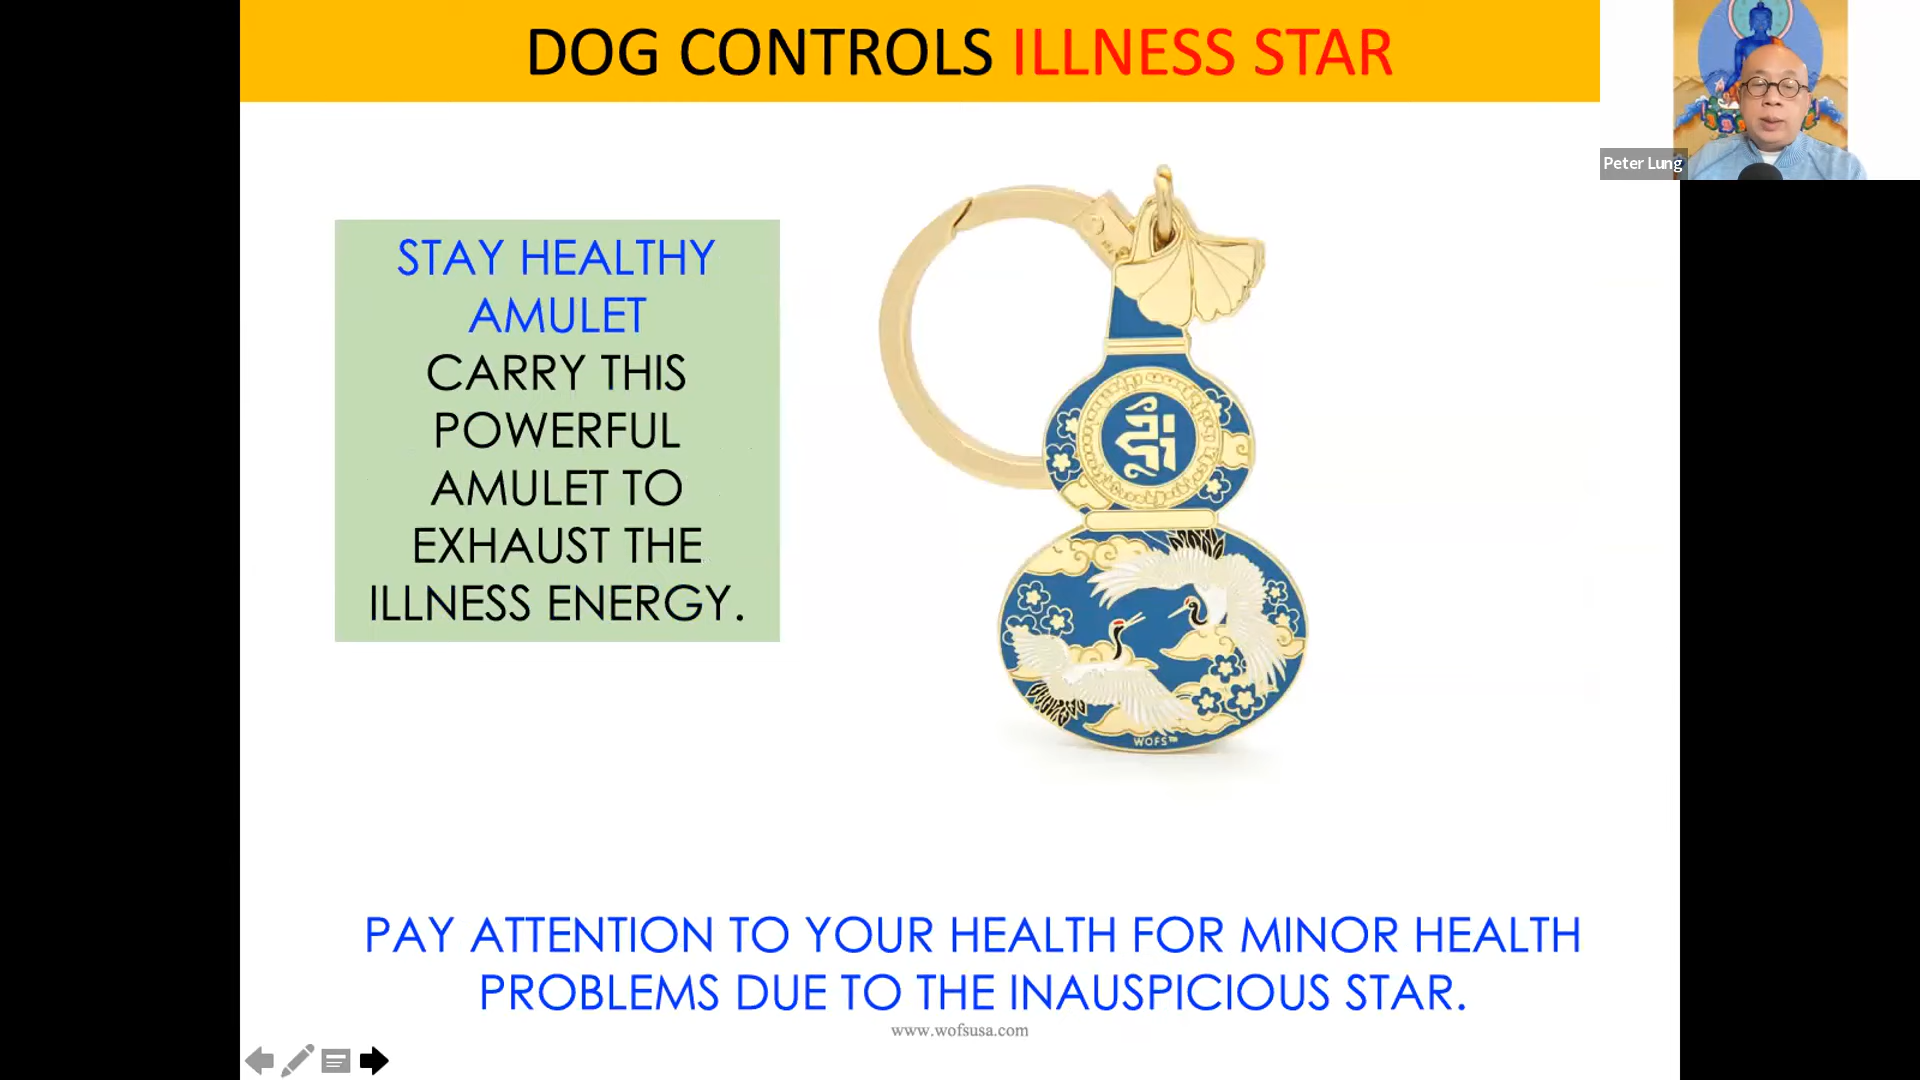 DOG CONTROLS ILLNESS STAR
Peter Lung
STAY HEALTHY
AMULET
CARRY THIS
POWERFUL
AMULET TO
EXHAUST THE
ILLNESS ENERGY.
WOFS™
PAY ATTENTION TO YOUR HEALTH FOR MINOR HEALTH
PROBLEMS DUE TO THE INAUSPICIOUS STAR.
www.wofsusa.com